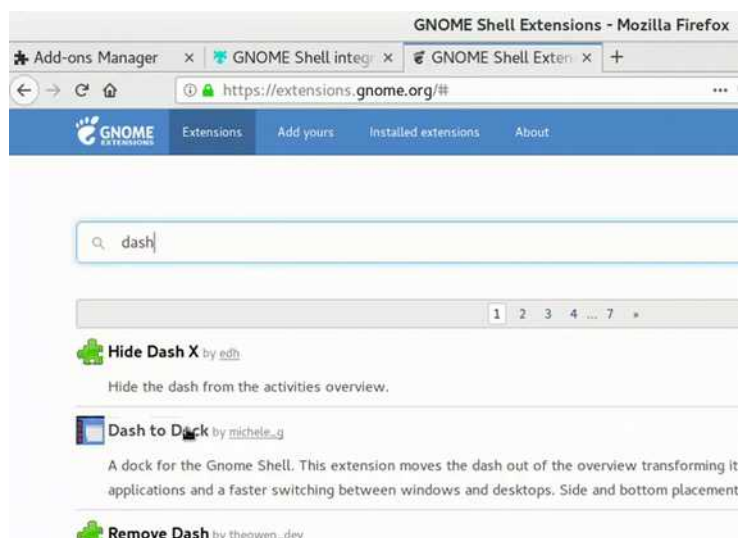 GNOME Shell Extensions - Mozilla Firefox
Add-ons Manager × GNOME Shell integr × GNOME Shell Exten × +
https://extensions.gnome.org/# ...
GNOME EXTENSIONS Extensions Add yours Installed extensions About
dash
1 2 3 4 ... 7 »
Hide Dash X by edh
Hide the dash from the activities overview.
Dash to Dock by michele_g
A dock for the Gnome Shell. This extension moves the dash out of the overview transforming it
applications and a faster switching between windows and desktops. Side and bottom placement
Remove Dash by thegwen_dev